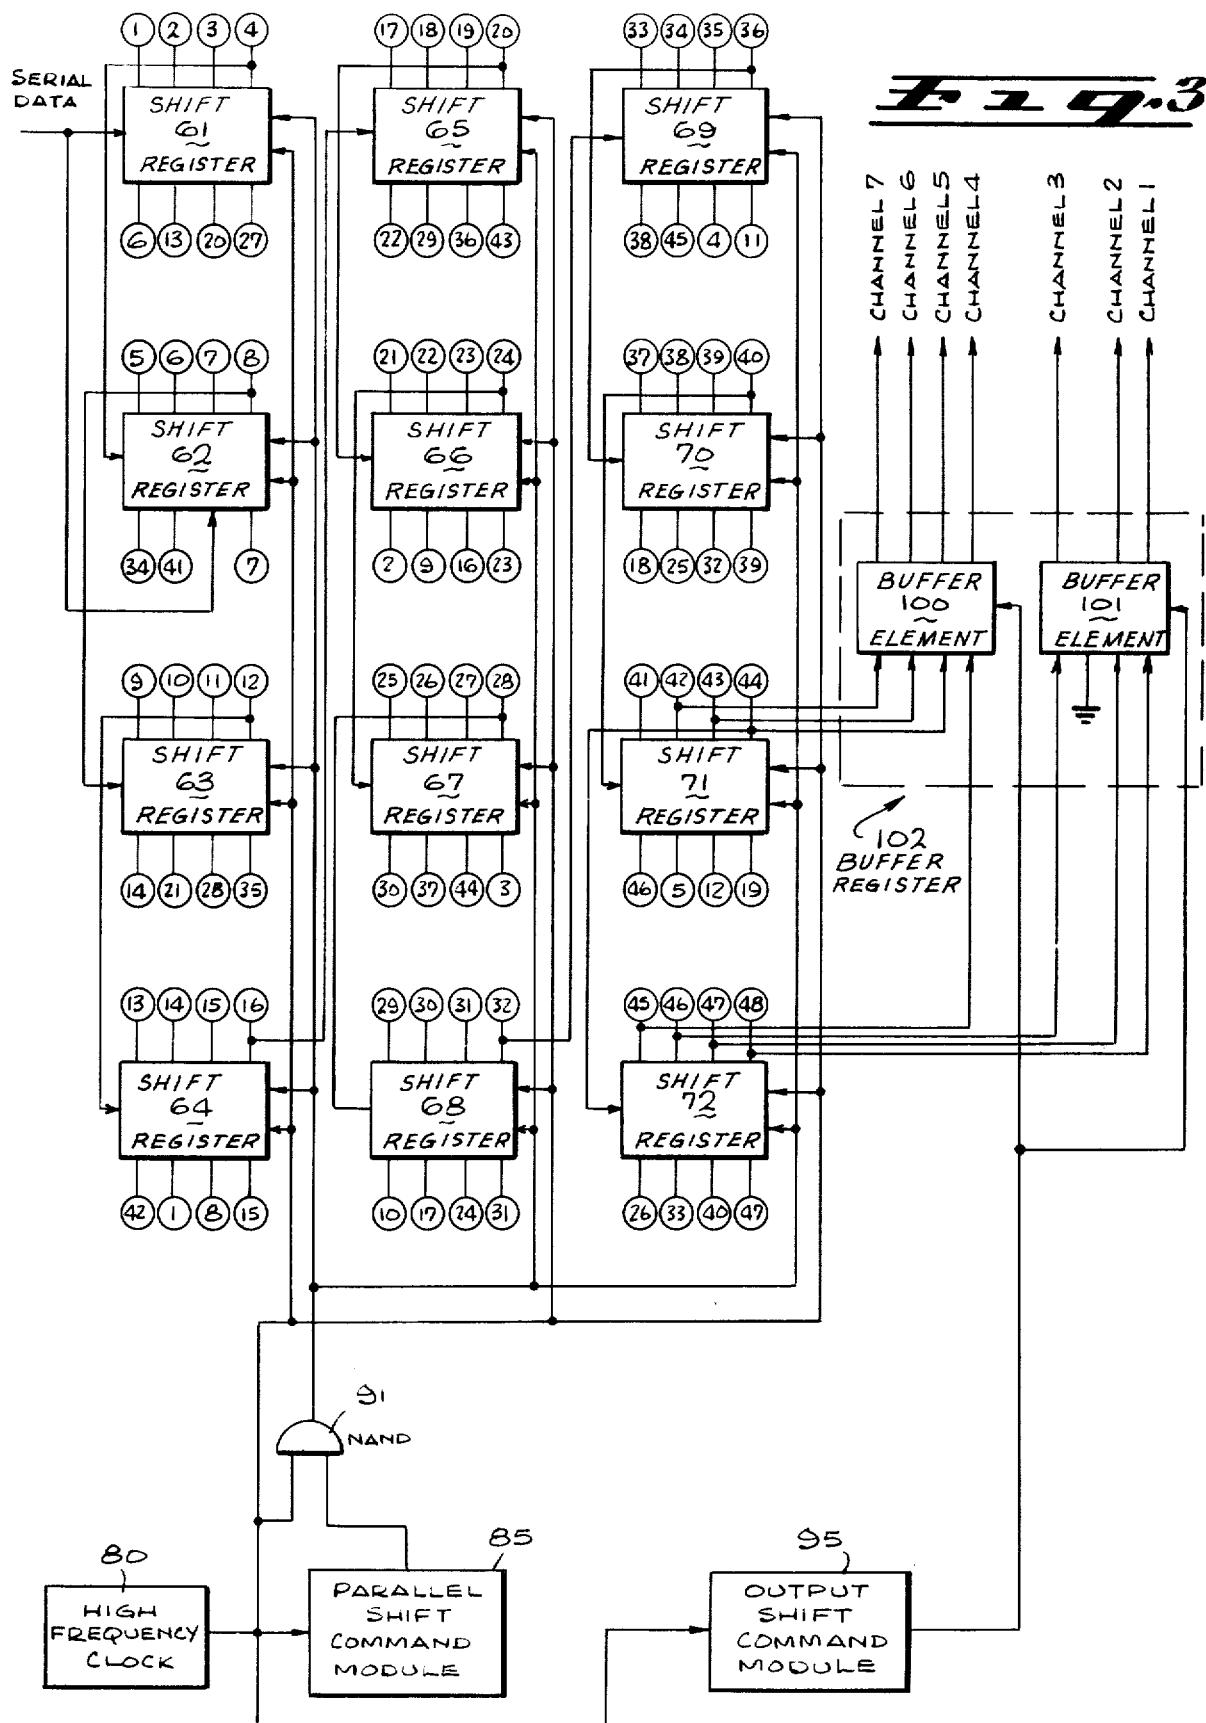 1 2 3 4 17 18 19 20 33 34 35 36
Fig. 3
SERIAL
DATA
SHIFT
61
REGISTER
SHIFT
65
REGISTER
SHIFT
69
REGISTER
6 13 20 27 22 29 36 43 38 45 4 11
CHANNEL 7
CHANNEL 6
CHANNEL 5
CHANNEL 4
CHANNEL 3
CHANNEL 2
CHANNEL 1
5 6 7 8 21 22 23 24 37 38 39 40
SHIFT
62
REGISTER
SHIFT
66
REGISTER
SHIFT
70
REGISTER
34 41 7 2 9 16 23 18 25 32 39
BUFFER
100
ELEMENT
BUFFER
101
ELEMENT
9 10 11 12 25 26 27 28 41 42 43 44
SHIFT
63
REGISTER
SHIFT
67
REGISTER
SHIFT
71
REGISTER
14 21 28 35 30 37 44 3 46 5 12 19
102
BUFFER
REGISTER
13 14 15 16 29 30 31 32 45 46 47 48
SHIFT
64
REGISTER
SHIFT
68
REGISTER
SHIFT
72
REGISTER
42 1 8 15 10 17 24 31 26 33 40 47
91
NAND
80
HIGH
FREQUENCY
CLOCK
85
PARALLEL
SHIFT
COMMAND
MODULE
95
OUTPUT
SHIFT
COMMAND
MODULE